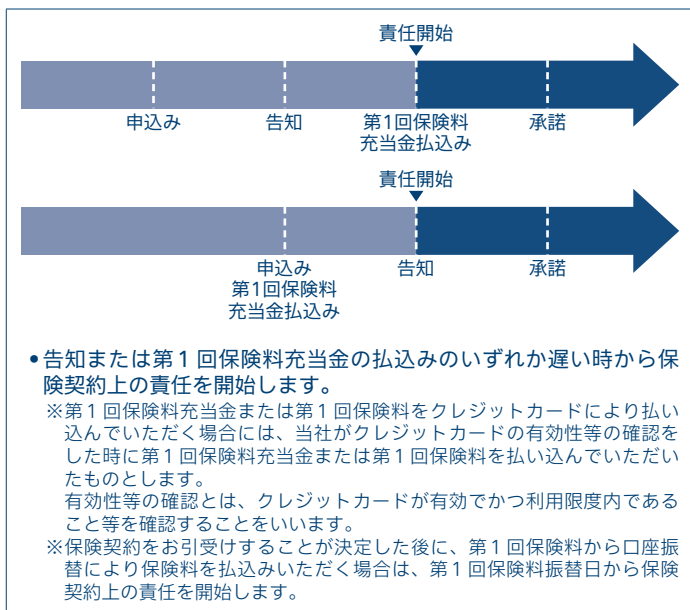 責任開始
申込み 告知 第1回保険料 承諾
充当金払込み
責任開始
申込み 告知 承諾
第1回保険料
充当金払込み
•告知または第1回保険料充当金の払込みのいずれか遅い時から保
険契約上の責任を開始します。
※第1回保険料充当金または第1回保険料をクレジットカードにより払い
込んでいただく場合には、当社がクレジットカードの有効性等の確認を
した時に第1回保険料充当金または第1回保険料を払い込んでいただい
たものとします。
有効性等の確認とは、クレジットカードが有効でかつ利用限度内である
こと等を確認することをいいます。
※保険契約をお引受けすることが決定した後に、第1回保険料から口座振
替により保険料を払込みいただく場合は、第1回保険料振替日から保険
契約上の責任を開始します。